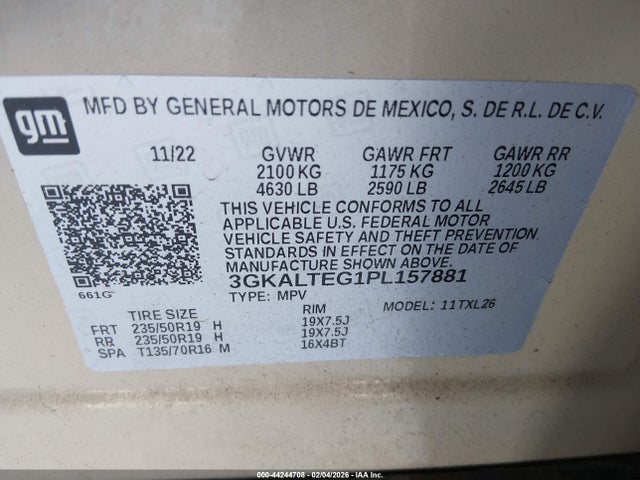 gm
MFD BY GENERAL MOTORS DE MEXICO, S. DE R.L. DE C.V.
11/22 GVWR GAWR FRT GAWR RR
2100 KG 1175 KG 1200 KG
4630 LB 2590 LB 2645 LB
THIS VEHICLE CONFORMS TO ALL
APPLICABLE U.S. FEDERAL MOTOR
VEHICLE SAFETY AND THEFT PREVENTION
STANDARDS IN EFFECT ON THE DATE OF
MANUFACTURE SHOWN ABOVE.
3GKALTEG1PL157881
661G
TYPE: MPV MODEL: 11TXL26
TIRE SIZE RIM
FRT 235/50R19 H 19X7.5J
RR 235/50R19 H 19X7.5J
SPA T135/70R16 M 16X4BT
000-44244708 - 02/04/2026 - IAAI.COM